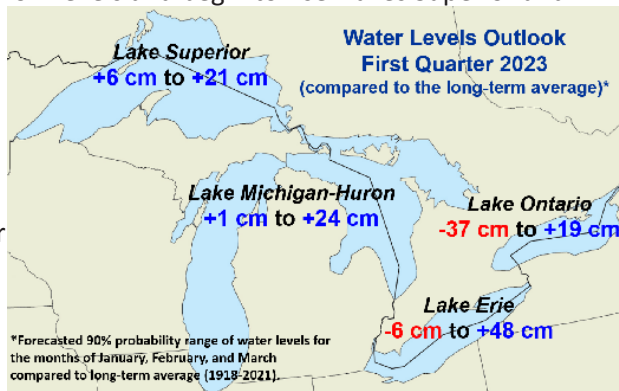 Water Levels Outlook
First Quarter 2023
(compared to the long-term average)*
Lake Superior
+6 cm to +21 cm
Lake Michigan-Huron
+1 cm to +24 cm
Lake Ontario
-37 cm to +19 cm
Lake Erie
-6 cm to +48 cm
*Forecasted 90% probability range of water levels for
the months of January, February, and March
compared to long-term average (1918-2021).